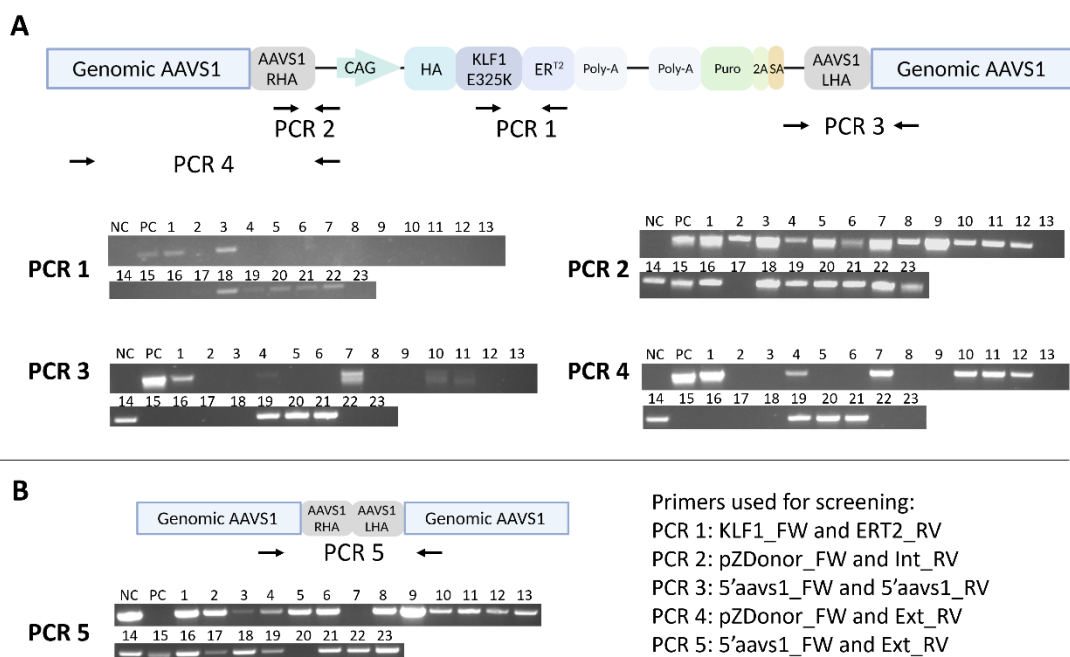 A
Genomic AAVS1
AAVS1
RHA
CAG
HA
KLF1
E325K
ERT2
Poly-A
Poly-A
Puro
2A
SA
AAVS1
LHA
Genomic AAVS1
PCR 2
PCR 1
PCR 3
PCR 4
PCR 1
NC PC 1 2 3 4 5 6 7 8 9 10 11 12 13
14 15 16 17 18 19 20 21 22 23
PCR 2
NC PC 1 2 3 4 5 6 7 8 9 10 11 12 13
14 15 16 17 18 19 20 21 22 23
PCR 3
NC PC 1 2 3 4 5 6 7 8 9 10 11 12 13
14 15 16 17 18 19 20 21 22 23
PCR 4
NC PC 1 2 3 4 5 6 7 8 9 10 11 12 13
14 15 16 17 18 19 20 21 22 23
B
Genomic AAVS1
AAVS1
RHA
AAVS1
LHA
Genomic AAVS1
PCR 5
PCR 5
NC PC 1 2 3 4 5 6 7 8 9 10 11 12 13
14 15 16 17 18 19 20 21 22 23
Primers used for screening:
PCR 1: KLF1_FW and ERT2_RV
PCR 2: pZDonor_FW and Int_RV
PCR 3: 5'aavs1_FW and 5'aavs1_RV
PCR 4: pZDonor_FW and Ext_RV
PCR 5: 5'aavs1_FW and Ext_RV